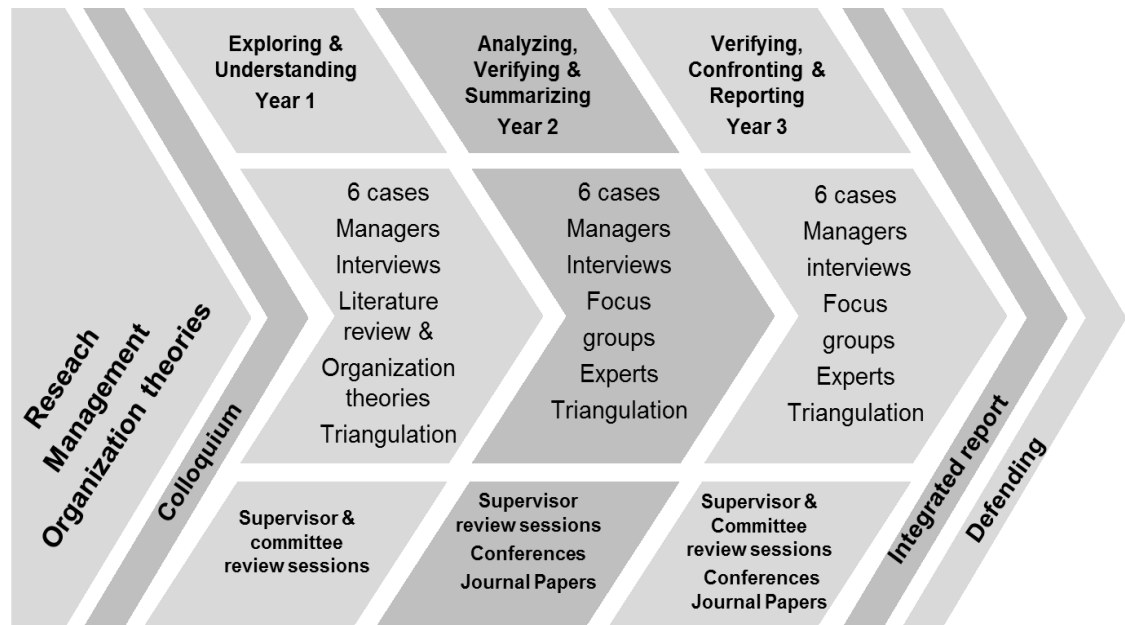 Reseach
Management
Organization theories
Colloquium
Exploring &
Understanding
Year 1
6 cases
Managers
Interviews
Literature
review &
Organization
theories
Triangulation
Supervisor &
committee
review sessions
Analyzing,
Verifying &
Summarizing
Year 2
6 cases
Managers
Interviews
Focus
groups
Experts
Triangulation
Supervisor
review sessions
Conferences
Journal Papers
Verifying,
Confronting &
Reporting
Year 3
6 cases
Managers
interviews
Focus
groups
Experts
Triangulation
Supervisor &
Committee
review sessions
Conferences
Journal Papers
Integrated report
Defending